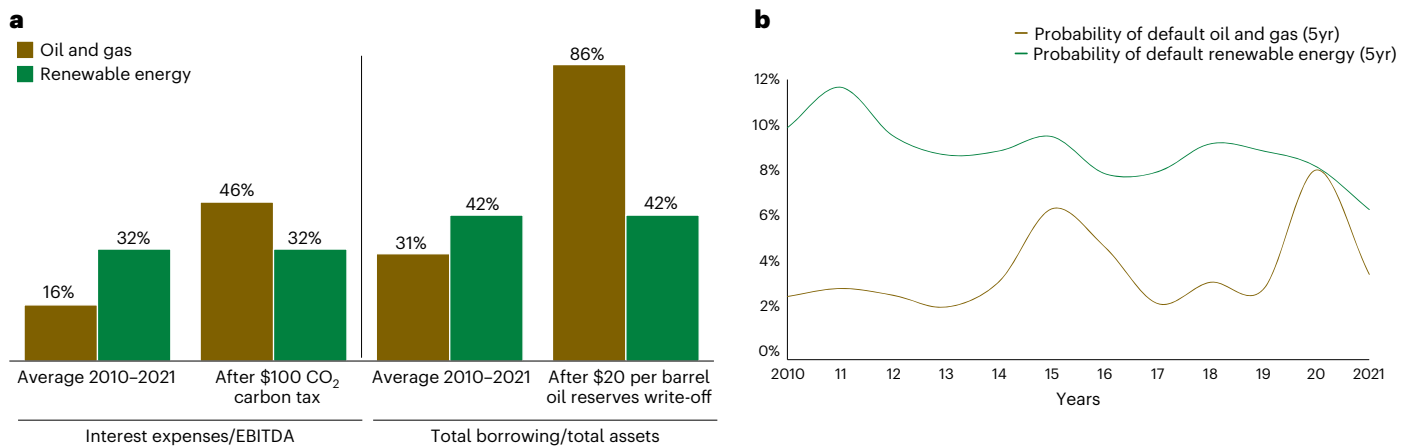 a
Oil and gas
Renewable energy
16%
32%
46%
32%
31%
42%
86%
42%
Average 2010–2021
After $100 CO₂
carbon tax
Average 2010–2021
After $20 per barrel
oil reserves write-off
Interest expenses/EBITDA
Total borrowing/total assets
b
Probability of default oil and gas (5yr)
Probability of default renewable energy (5yr)
12%
10%
8%
6%
4%
2%
0%
2010 11 12 13 14 15 16 17 18 19 20 2021
Years